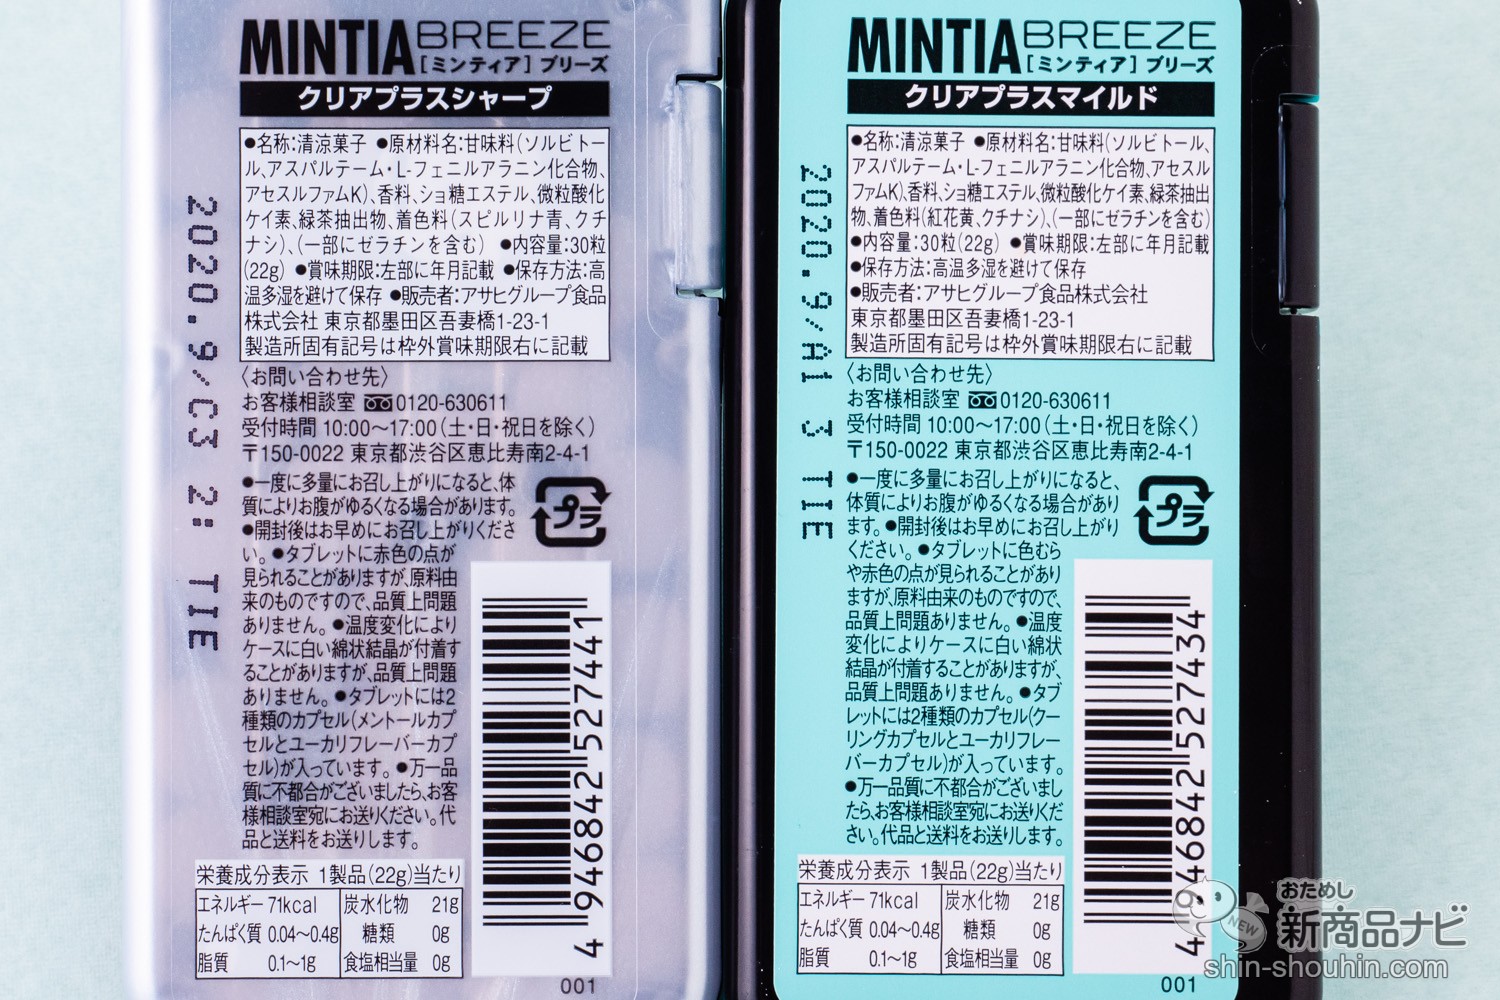 MINTIA BREEZE
[ミンティア] ブリーズ
クリアプラスシャープ
●名称:清涼菓子 ●原材料名:甘味料(ソルビトー
ル、アスパルテーム・L-フェニルアラニン化合物、
アセスルファムK)、香料、ショ糖エステル、微粒酸化
ケイ素、緑茶抽出物、着色料(スピルリナ青、クチ
ナシ)、(一部にゼラチンを含む) ●内容量:30粒
(22g) ●賞味期限:左部に年月記載 ●保存方法:高
温多湿を避けて保存 ●販売者:アサヒグループ食品
株式会社 東京都墨田区吾妻橋1-23-1
製造所固有記号は枠外賞味期限右に記載
〈お問い合わせ先〉
お客様相談室 0120-630611
受付時間 10:00～17:00(土・日・祝日を除く)
〒150-0022 東京都渋谷区恵比寿南2-4-1
●一度に多量にお召し上がりになると、体
質によりお腹がゆるくなる場合があります。
●開封後はお早めにお召し上がりくださ
い。●タブレットに赤色の点が
見られることがありますが、原料由
来のものですので、品質上問題
ありません。●温度変化により
ケースに白い綿状結晶が付着す
ることがありますが、品質上問題
ありません。●タブレットには2
種類のカプセル(メントールカプ
セルとユーカリフレーバーカプ
セル)が入っています。●万一品
質に不都合がございましたら、お客
様相談室宛にお送りください。代
品と送料をお送りします。
プラ
栄養成分表示 1製品(22g)当たり
エネルギー 71kcal 炭水化物 21g
たんぱく質 0.04～0.4g 糖類 0g
脂質 0.1～1g 食塩相当量 0g
4 946842 527441
001
2020.9/C3 2: TIE
MINTIA BREEZE
[ミンティア] ブリーズ
クリアプラスマイルド
●名称:清涼菓子 ●原材料名:甘味料(ソルビトール、
アスパルテーム・L-フェニルアラニン化合物、アセスル
ファムK)、香料、ショ糖エステル、微粒酸化ケイ素、緑茶抽出
物、着色料(紅花黄、クチナシ)、(一部にゼラチンを含む)
●内容量:30粒(22g) ●賞味期限:左部に年月記載
●保存方法:高温多湿を避けて保存
●販売者:アサヒグループ食品株式会社
東京都墨田区吾妻橋1-23-1
製造所固有記号は枠外賞味期限右に記載
〈お問い合わせ先〉
お客様相談室 0120-630611
受付時間 10:00～17:00(土・日・祝日を除く)
〒150-0022 東京都渋谷区恵比寿南2-4-1
●一度に多量にお召し上がりになると、
体質によりお腹がゆるくなる場合があり
ます。●開封後はお早めにお召し上がり
ください。●タブレットに色むら
や赤色の点が見られることがあり
ますが、原料由来のものですので、
品質上問題ありません。●温度
変化によりケースに白い綿状
結晶が付着することがありますが、
品質上問題ありません。●タブ
レットには2種類のカプセル(クー
リングカプセルとユーカリフレー
バーカプセル)が入っています。
●万一品質に不都合がございまし
たら、お客様相談室宛にお送りくだ
さい。代品と送料をお送りします。
プラ
栄養成分表示 1製品(22g)当たり
エネルギー 71kcal 炭水化物 21g
たんぱく質 0.04～0.4g 糖類 0g
脂質 0.1～1g 食塩相当量 0g
4 946842 527434
001
2020.9/A1 3 TIE
NEW
おためし
新商品ナビ
shin-shouhin.com